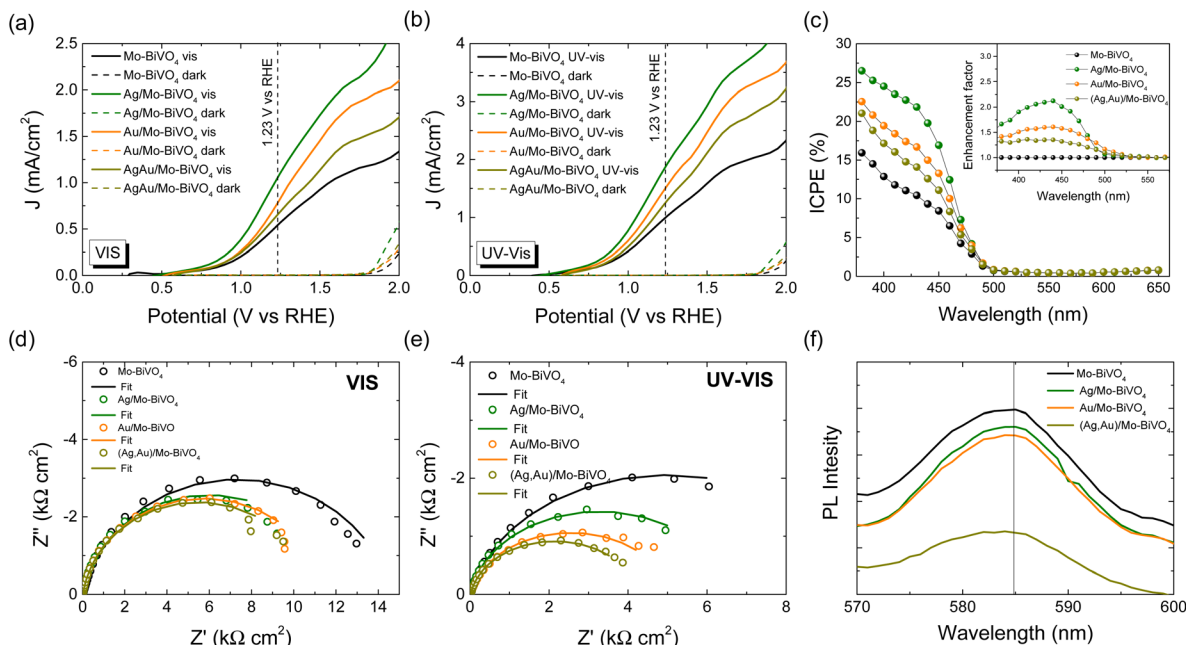 (a)
2.5
2.0
1.5
1.0
0.5
0.0
J (mA/cm²)
Mo-BiVO₄ vis
Mo-BiVO₄ dark
Ag/Mo-BiVO₄ vis
Ag/Mo-BiVO₄ dark
Au/Mo-BiVO₄ vis
Au/Mo-BiVO₄ dark
AgAu/Mo-BiVO₄ vis
AgAu/Mo-BiVO₄ dark
1.23 V vs RHE
VIS
0.0 0.5 1.0 1.5 2.0
Potential (V vs RHE)
(b)
4
3
2
1
0
J (mA/cm²)
Mo-BiVO₄ UV-vis
Mo-BiVO₄ dark
Ag/Mo-BiVO₄ UV-vis
Ag/Mo-BiVO₄ dark
Au/Mo-BiVO₄ UV-vis
Au/Mo-BiVO₄ dark
AgAu/Mo-BiVO₄ UV-vis
AgAu/Mo-BiVO₄ dark
1.23 V vs RHE
UV-Vis
0.0 0.5 1.0 1.5 2.0
Potential (V vs RHE)
(c)
30
25
20
15
10
5
0
ICPE (%)
3.0
2.5
2.0
1.5
1.0
Enhancement factor
Mo-BiVO₄
Ag/Mo-BiVO₄
Au/Mo-BiVO₄
(Ag,Au)/Mo-BiVO₄
400 450 500 550
Wavelength (nm)
400 450 500 550 600 650
Wavelength (nm)
(d)
-6
-4
-2
0
Z'' (kΩ cm²)
Mo-BiVO₄
Fit
Ag/Mo-BiVO₄
Fit
Au/Mo-BiVO
Fit
(Ag,Au)/Mo-BiVO₄
Fit
VIS
0 2 4 6 8 10 12 14
Z' (kΩ cm²)
(e)
-4
-3
-2
-1
0
Z'' (kΩ cm²)
Mo-BiVO₄
Fit
Ag/Mo-BiVO₄
Fit
Au/Mo-BiVO
Fit
(Ag,Au)/Mo-BiVO₄
Fit
UV-VIS
0 2 4 6 8
Z' (kΩ cm²)
(f)
PL Intesity
Mo-BiVO₄
Ag/Mo-BiVO₄
Au/Mo-BiVO₄
(Ag,Au)/Mo-BiVO₄
570 580 590 600
Wavelength (nm)